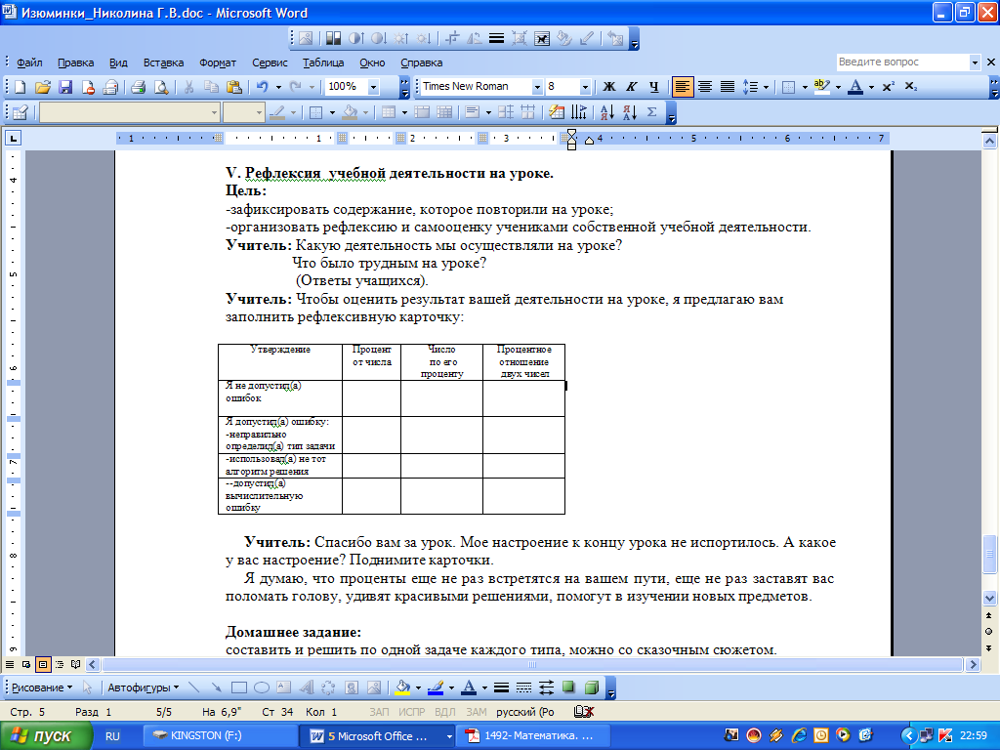 Изюминки_Николина Г.В.doc - Microsoft Word
Файл Правка Вид Вставка Формат Сервис Таблица Окно Справка
Введите вопрос
100% Times New Roman 8 Ж К Ч
1 1 2 3 4 5 6 7
V. Рефлексия учебной деятельности на уроке.
Цель:
-зафиксировать содержание, которое повторили на уроке;
-организовать рефлексию и самооценку учениками собственной учебной деятельности.
Учитель: Какую деятельность мы осуществляли на уроке?
Что было трудным на уроке?
(Ответы учащихся).
Учитель: Чтобы оценить результат вашей деятельности на уроке, я предлагаю вам
заполнить рефлексивную карточку:
Утверждение
Процент
от числа
Число
по его
проценту
Процентное
отношение
двух чисел
Я не допустил(а)
ошибок
Я допустил(а) ошибку:
-неправильно
определил(а) тип задачи
-использовал(а) не тот
алгоритм решения
--допустил(а)
вычислительную
ошибку
Учитель: Спасибо вам за урок. Мое настроение к концу урока не испортилось. А какое
у вас настроение? Поднимите карточки.
Я думаю, что проценты еще не раз встретятся на вашем пути, еще не раз заставят вас
поломать голову, удивят красивыми решениями, помогут в изучении новых предметов.
Домашнее задание:
составить и решить по одной задаче каждого типа, можно со сказочным сюжетом.
Рисование Автофигуры
Стр. 5 Разд 1 5/5 На 6,9" Ст 34 Кол 1 ЗАП ИСПР ВДЛ ЗАМ русский (Ро
пуск RU KINGSTON (F:) 5 Microsoft Office ... 1492- Математика. ... 22:59